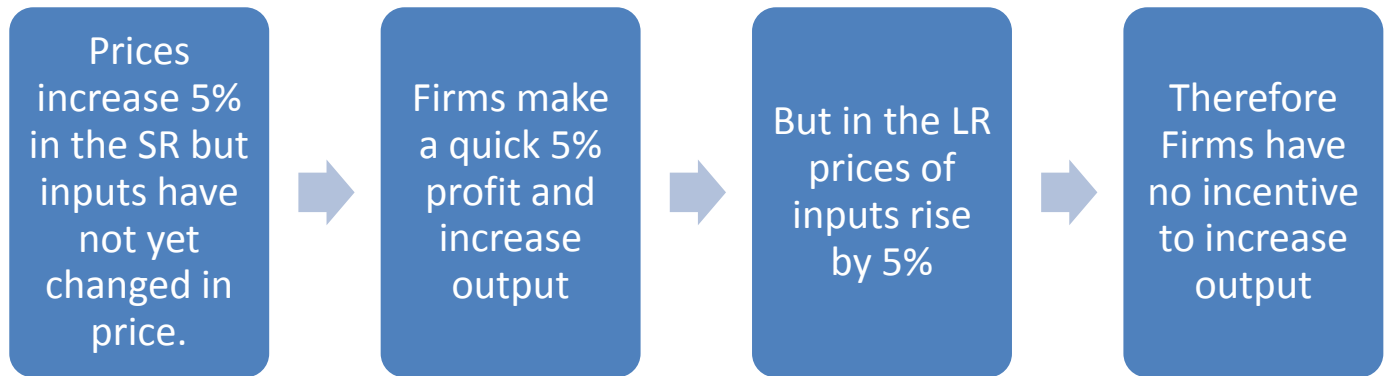 Prices
increase 5%
in the SR but
inputs have
not yet
changed in
price.
Firms make
a quick 5%
profit and
increase
output
But in the LR
prices of
inputs rise
by 5%
Therefore
Firms have
no incentive
to increase
output